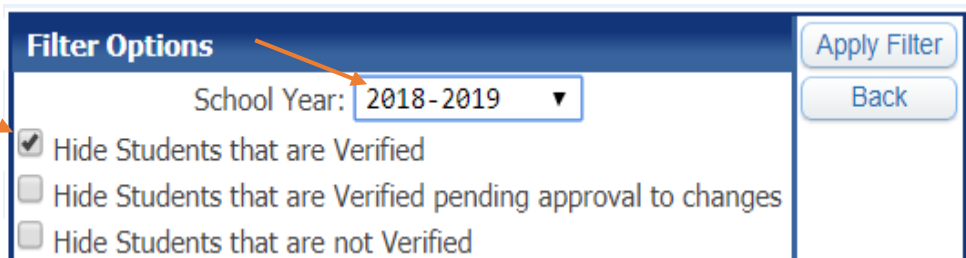 Filter Options
Apply Filter
School Year: 2018-2019
Back
Hide Students that are Verified
Hide Students that are Verified pending approval to changes
Hide Students that are not Verified